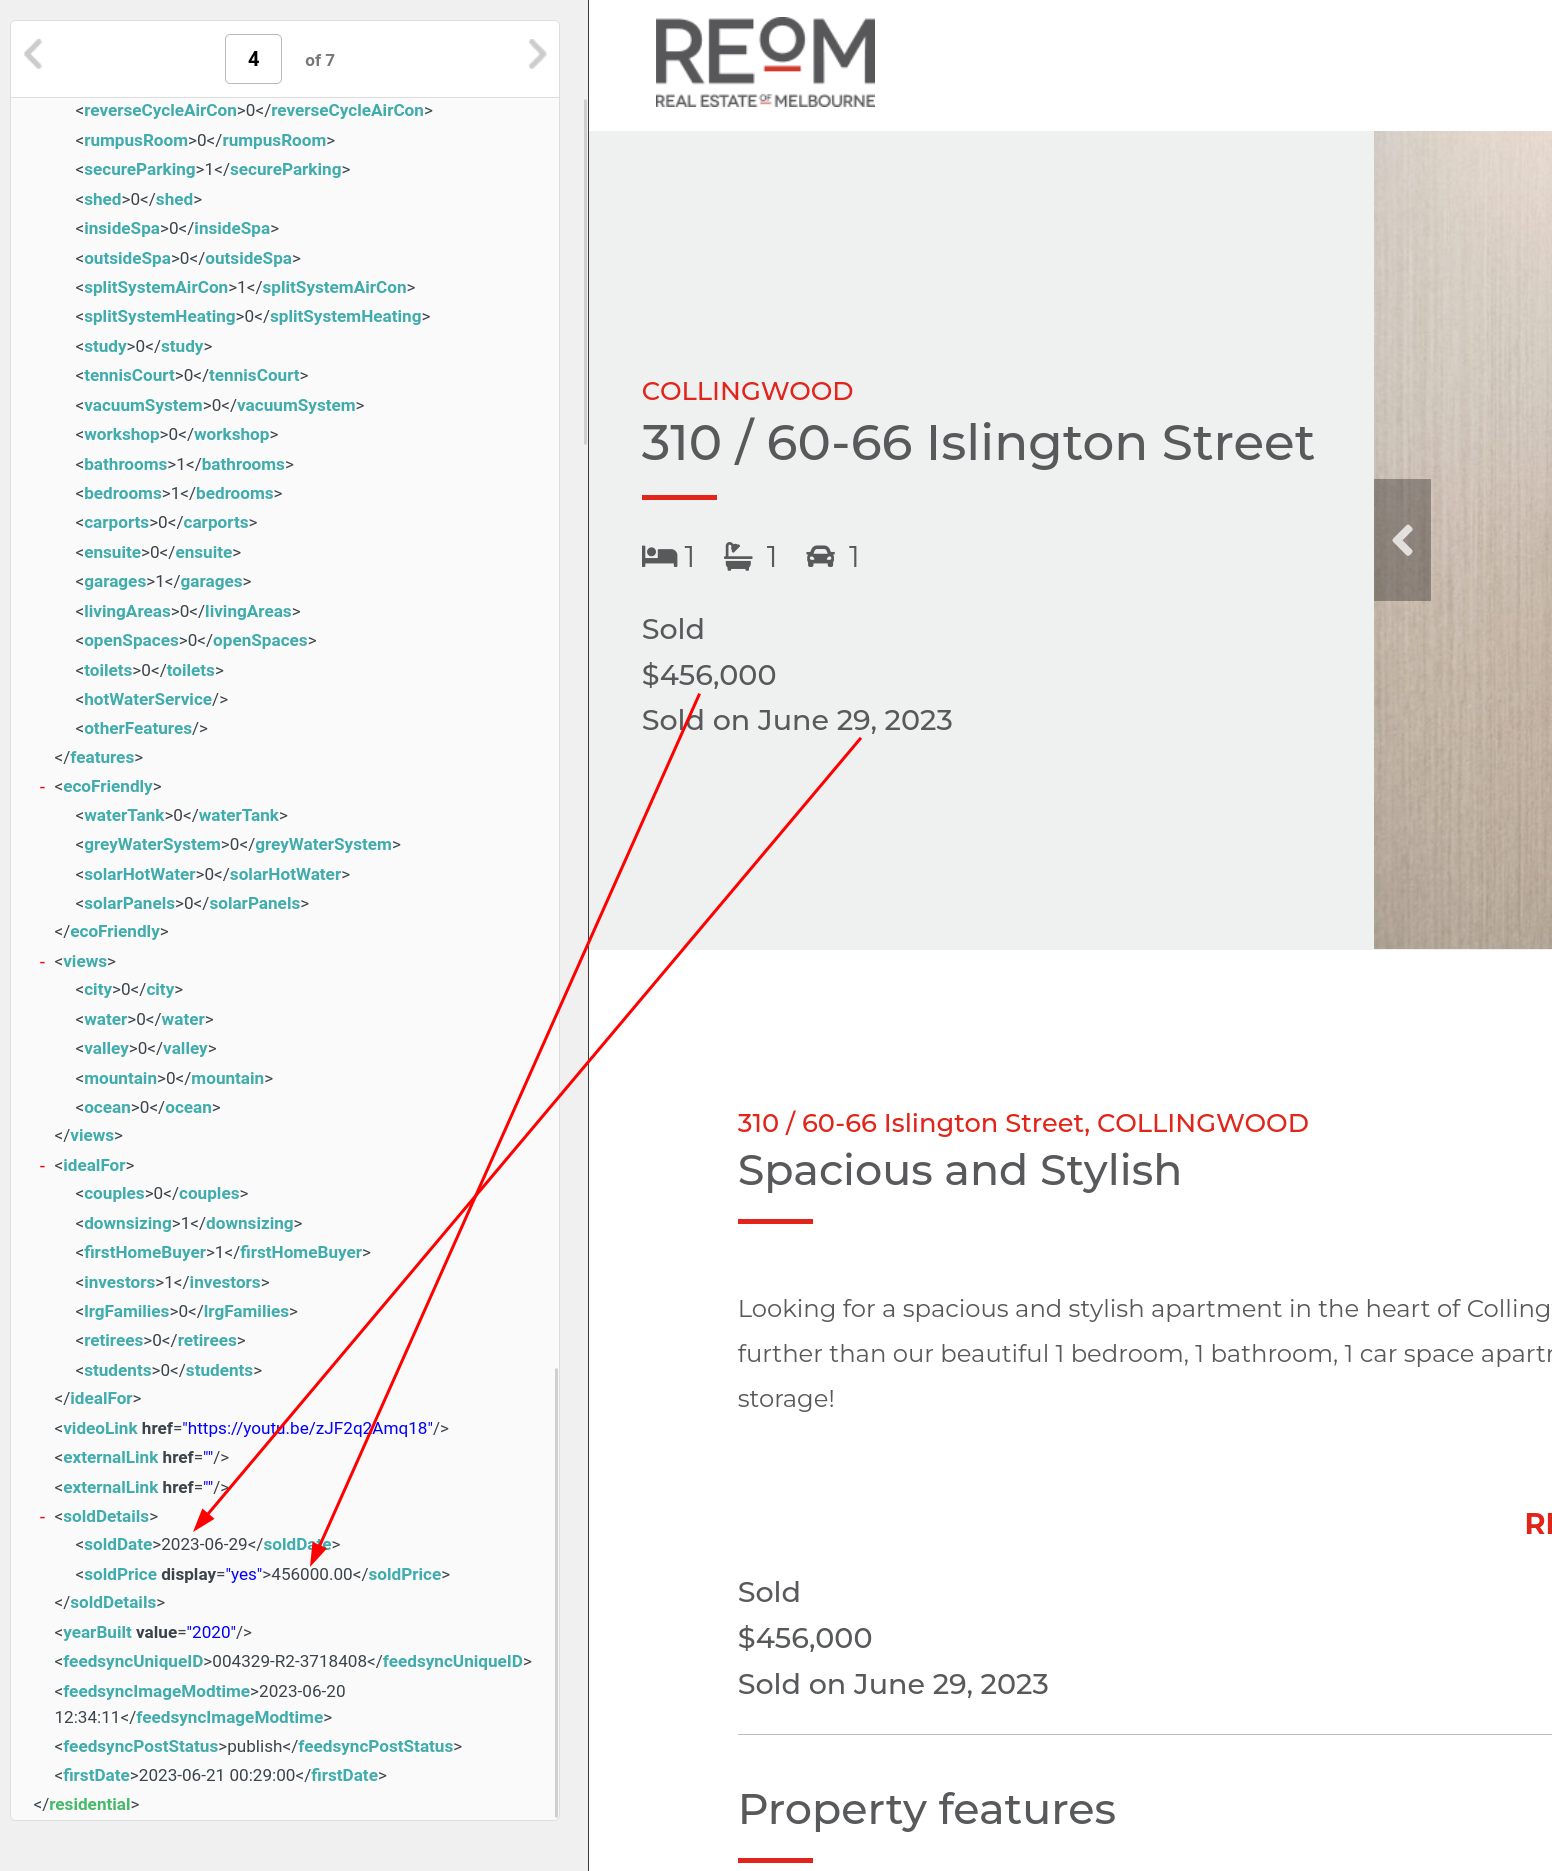 4 of 7
<reverseCycleAirCon>0</reverseCycleAirCon>
<rumpusRoom>0</rumpusRoom>
<secureParking>1</secureParking>
<shed>0</shed>
<insideSpa>0</insideSpa>
<outsideSpa>0</outsideSpa>
<splitSystemAirCon>1</splitSystemAirCon>
<splitSystemHeating>0</splitSystemHeating>
<study>0</study>
<tennisCourt>0</tennisCourt>
<vacuumSystem>0</vacuumSystem>
<workshop>0</workshop>
<bathrooms>1</bathrooms>
<bedrooms>1</bedrooms>
<carports>0</carports>
<ensuite>0</ensuite>
<garages>1</garages>
<livingAreas>0</livingAreas>
<openSpaces>0</openSpaces>
<toilets>0</toilets>
<hotWaterService/>
<otherFeatures/>
</features>
- <ecoFriendly>
<waterTank>0</waterTank>
<greyWaterSystem>0</greyWaterSystem>
<solarHotWater>0</solarHotWater>
<solarPanels>0</solarPanels>
</ecoFriendly>
- <views>
<city>0</city>
<water>0</water>
<valley>0</valley>
<mountain>0</mountain>
<ocean>0</ocean>
</views>
- <idealFor>
<couples>0</couples>
<downsizing>1</downsizing>
<firstHomeBuyer>1</firstHomeBuyer>
<investors>1</investors>
<lrgFamilies>0</lrgFamilies>
<retirees>0</retirees>
<students>0</students>
</idealFor>
<videoLink href="https://youtu.be/zJF2q2Amq18"/>
<externalLink href=""/>
<externalLink href=""/>
- <soldDetails>
<soldDate>2023-06-29</soldDate>
<soldPrice display="yes">456000.00</soldPrice>
</soldDetails>
<yearBuilt value="2020"/>
<feedsyncUniqueID>004329-R2-3718408</feedsyncUniqueID>
<feedsyncImageModtime>2023-06-20
12:34:11</feedsyncImageModtime>
<feedsyncPostStatus>publish</feedsyncPostStatus>
<firstDate>2023-06-21 00:29:00</firstDate>
</residential>
REOM
REAL ESTATE OF MELBOURNE
COLLINGWOOD
310 / 60-66 Islington Street
1 1 1
Sold
$456,000
Sold on June 29, 2023
310 / 60-66 Islington Street, COLLINGWOOD
Spacious and Stylish
Looking for a spacious and stylish apartment in the heart of Colling
further than our beautiful 1 bedroom, 1 bathroom, 1 car space apart
storage!
Sold
$456,000
Sold on June 29, 2023
Property features